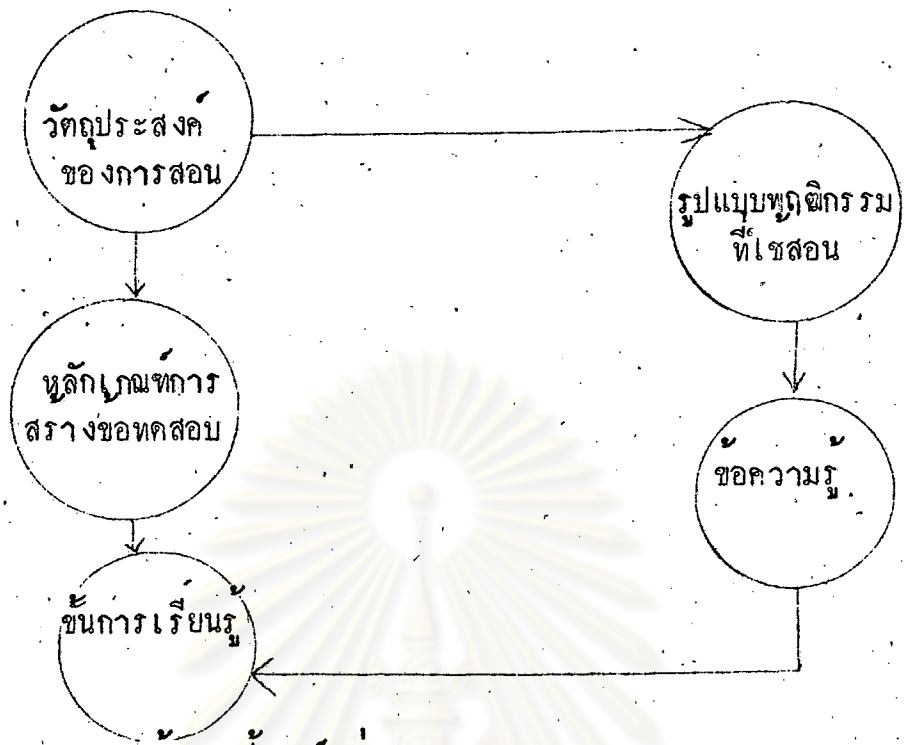 วัตถุประสงค์
ของการสอน
รูปแบบพฤติกรรม
ที่ใช้สอน
หลักเกณฑ์การ
สร้างข้อทดสอบ
ข้อความรู้
ขั้นการเรียนรู้